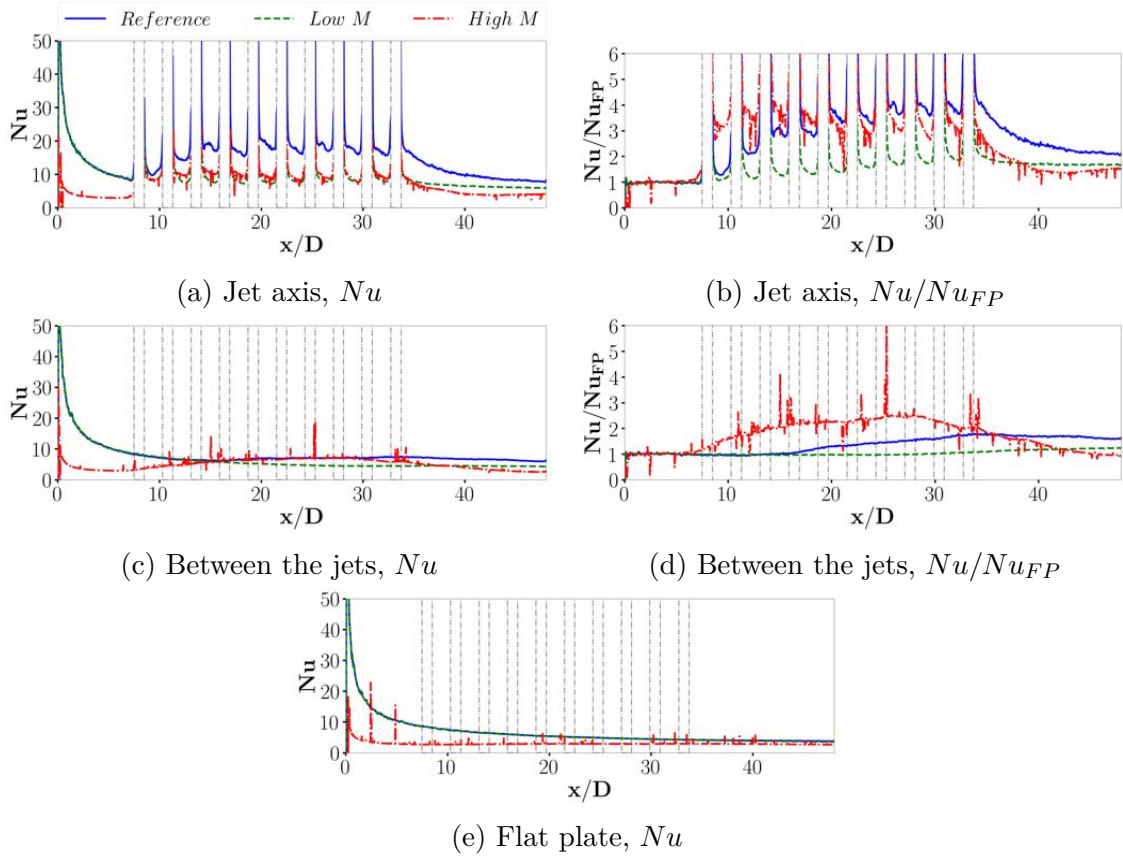 Reference Low M High M
50
40
30
20
10
0
Nu
0 10 20 30 40
x/D
(a) Jet axis, Nu
6
5
4
3
2
1
0
Nu/Nu_FP
0 10 20 30 40
x/D
(b) Jet axis, Nu/Nu_FP
50
40
30
20
10
0
Nu
0 10 20 30 40
x/D
(c) Between the jets, Nu
6
5
4
3
2
1
0
Nu/Nu_FP
0 10 20 30 40
x/D
(d) Between the jets, Nu/Nu_FP
50
40
30
20
10
0
Nu
0 10 20 30 40
x/D
(e) Flat plate, Nu